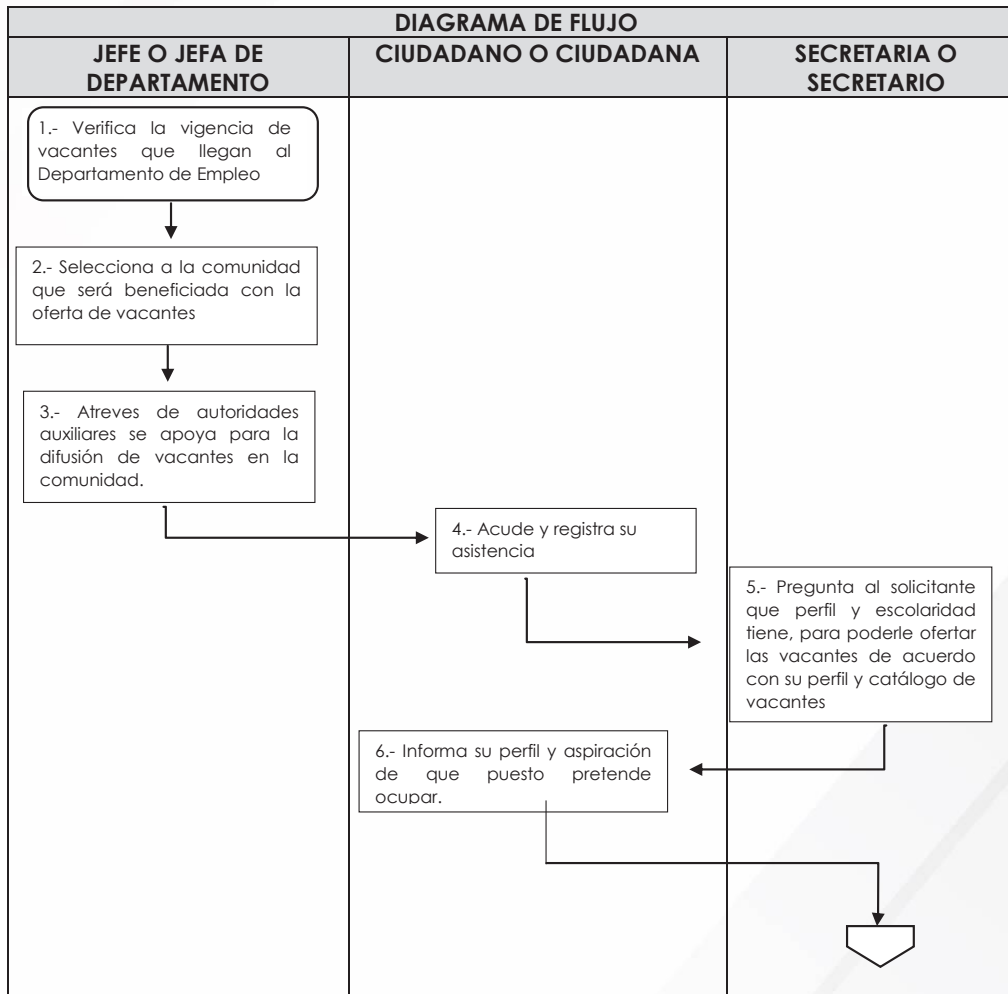 DIAGRAMA DE FLUJO
JEFE O JEFA DE
DEPARTAMENTO
CIUDADANO O CIUDADANA
SECRETARIA O
SECRETARIO
1.- Verifica la vigencia de
vacantes que llegan al
Departamento de Empleo
2.- Selecciona a la comunidad
que será beneficiada con la
oferta de vacantes
3.- Atreves de autoridades
auxiliares se apoya para la
difusión de vacantes en la
comunidad.
4.- Acude y registra su
asistencia
5.- Pregunta al solicitante
que perfil y escolaridad
tiene, para poderle ofertar
las vacantes de acuerdo
con su perfil y catálogo de
vacantes
6.- Informa su perfil y aspiración
de que puesto pretende
ocupar.